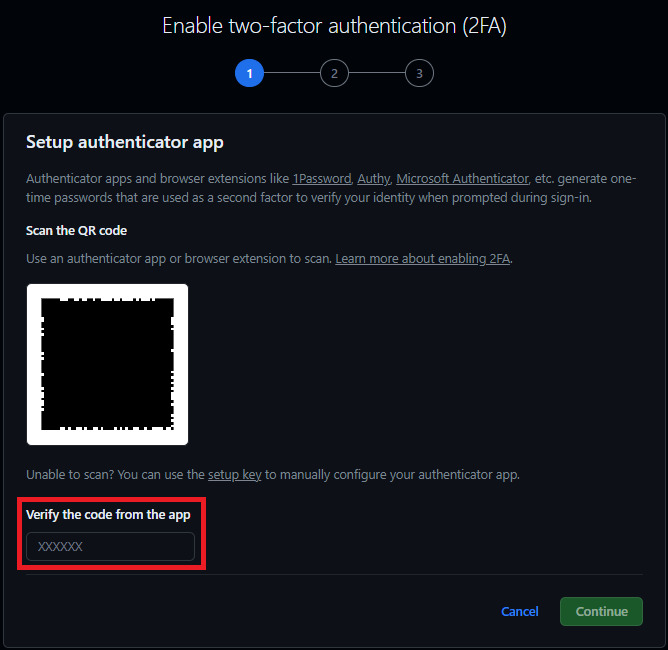 Enable two-factor authentication (2FA)
1 2 3
Setup authenticator app
Authenticator apps and browser extensions like 1Password, Authy, Microsoft Authenticator, etc. generate one-
time passwords that are used as a second factor to verify your identity when prompted during sign-in.
Scan the QR code
Use an authenticator app or browser extension to scan. Learn more about enabling 2FA.
Unable to scan? You can use the setup key to manually configure your authenticator app.
Verify the code from the app
XXXXXX
Cancel Continue